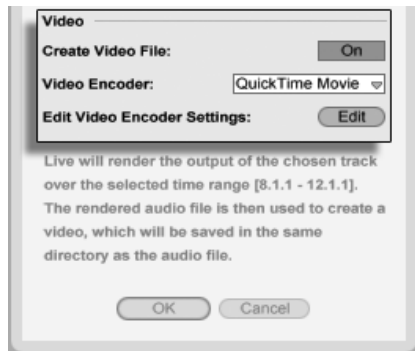 Video
Create Video File: On
Video Encoder: QuickTime Movie
Edit Video Encoder Settings: Edit
Live will render the output of the chosen track
over the selected time range [8.1.1 - 12.1.1].
The rendered audio file is then used to create a
video, which will be saved in the same
directory as the audio file.
OK Cancel